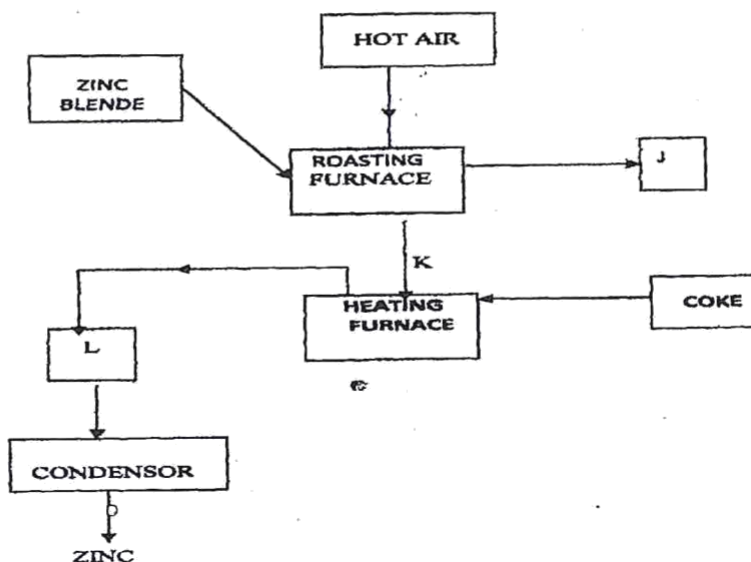 HOT AIR
ZINC
BLENDE
ROASTING
FURNACE
J
K
HEATING
FURNACE
COKE
L
CONDENSOR
ZINC